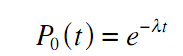 P₀(t) = e^{-λt}